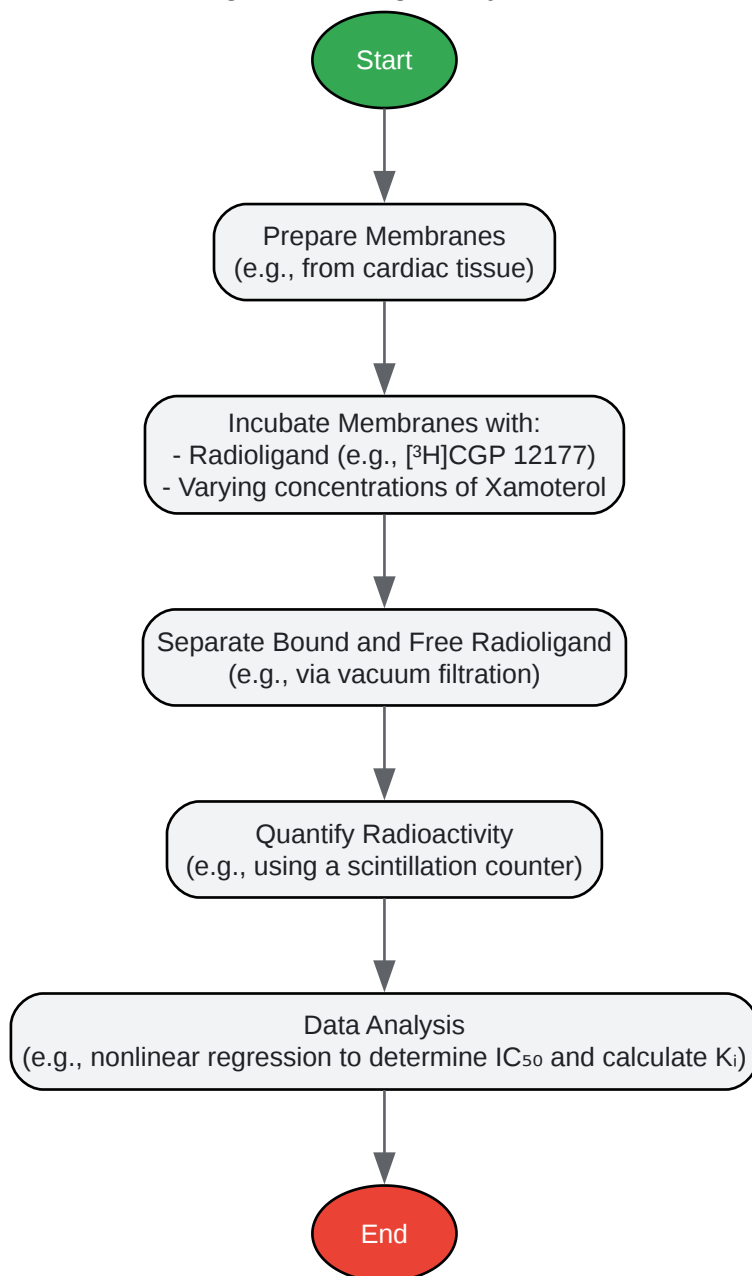 Start
Prepare Membranes
(e.g., from cardiac tissue)
Incubate Membranes with:
- Radioligand (e.g., [³H]CGP 12177)
- Varying concentrations of Xamoterol
Separate Bound and Free Radioligand
(e.g., via vacuum filtration)
Quantify Radioactivity
(e.g., using a scintillation counter)
Data Analysis
(e.g., nonlinear regression to determine IC₅₀ and calculate Kᵢ)
End